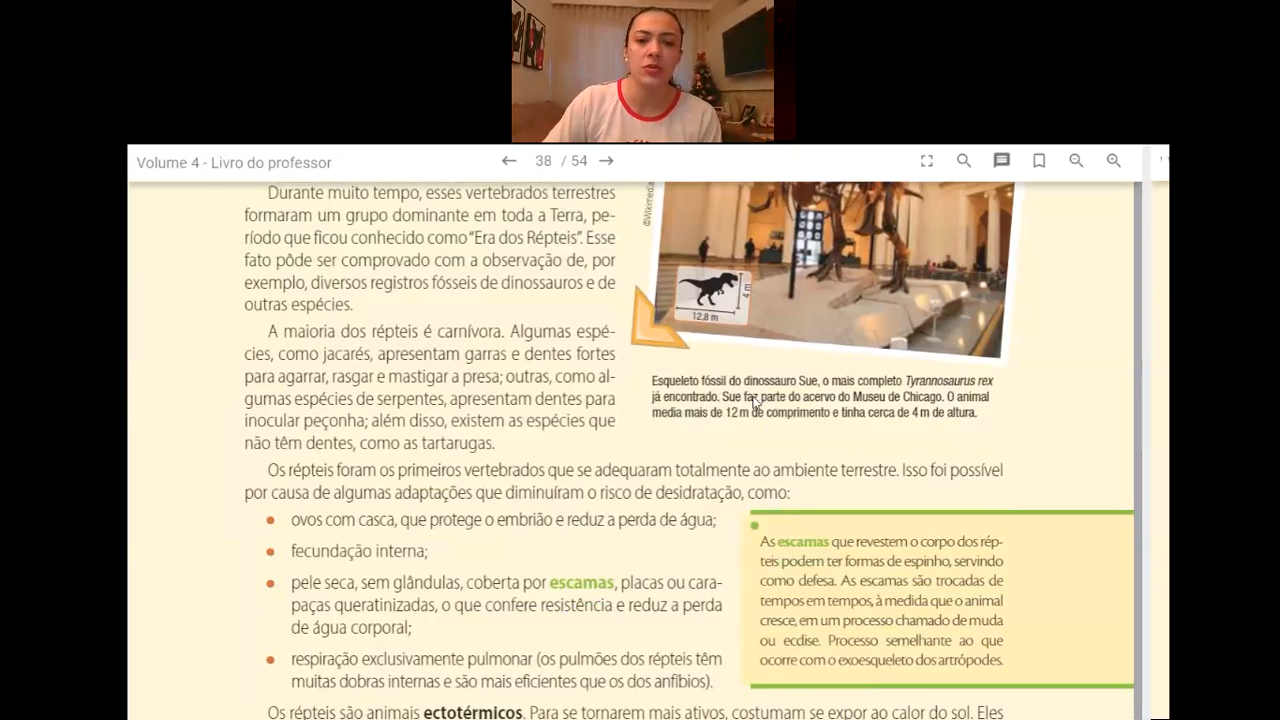 Volume 4 - Livro do professor
38 / 54
Durante muito tempo, esses vertebrados terrestres
formaram um grupo dominante em toda a Terra, pe-
ríodo que ficou conhecido como “Era dos Répteis”. Esse
fato pôde ser comprovado com a observação de, por
exemplo, diversos registros fósseis de dinossauros e de
outras espécies.
A maioria dos répteis é carnívora. Algumas espé-
cies, como jacarés, apresentam garras e dentes fortes
para agarrar, rasgar e mastigar a presa; outras, como al-
gumas espécies de serpentes, apresentam dentes para
inocular peçonha; além disso, existem as espécies que
não têm dentes, como as tartarugas.
©Wikimedia
4 m
12,8 m
Esqueleto fóssil do dinossauro Sue, o mais completo Tyrannosaurus rex
já encontrado. Sue faz parte do acervo do Museu de Chicago. O animal
media mais de 12 m de comprimento e tinha cerca de 4 m de altura.
Os répteis foram os primeiros vertebrados que se adequaram totalmente ao ambiente terrestre. Isso foi possível
por causa de algumas adaptações que diminuíram o risco de desidratação, como:
• ovos com casca, que protege o embrião e reduz a perda de água;
• fecundação interna;
• pele seca, sem glândulas, coberta por escamas, placas ou cara-
paças queratinizadas, o que confere resistência e reduz a perda
de água corporal;
• respiração exclusivamente pulmonar (os pulmões dos répteis têm
muitas dobras internas e são mais eficientes que os dos anfíbios).
As escamas que revestem o corpo dos rép-
teis podem ter formas de espinho, servindo
como defesa. As escamas são trocadas de
tempos em tempos, à medida que o animal
cresce, em um processo chamado de muda
ou ecdise. Processo semelhante ao que
ocorre com o exoesqueleto dos artrópodes.
Os répteis são animais ectotérmicos. Para se tornarem mais ativos, costumam se expor ao calor do sol. Eles